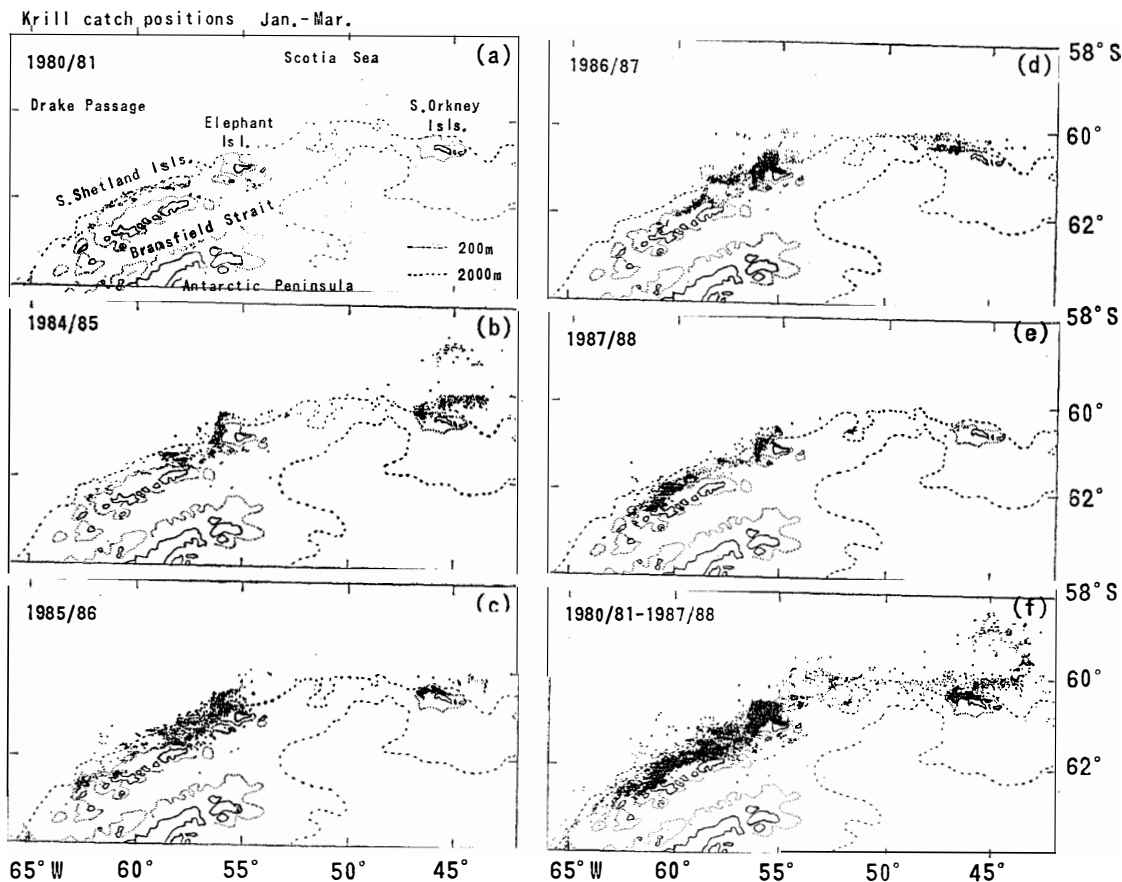 Krill catch positions Jan.-Mar.
1980/81
Scotia Sea
(a)
Drake Passage
Elephant
Isl.
S.Orkney
Isls.
S.Shetland Isls.
Bramsfield Strait
200m
2000m
Antarctic Peninsula
1986/87
(d)
58°S
60°
62°
1984/85
(b)
1987/88
(e)
58°S
60°
62°
1985/86
(c)
1980/81-1987/88
(f)
58°S
60°
62°
65°W
60°
55°
50°
45°
65°W
60°
55°
50°
45°